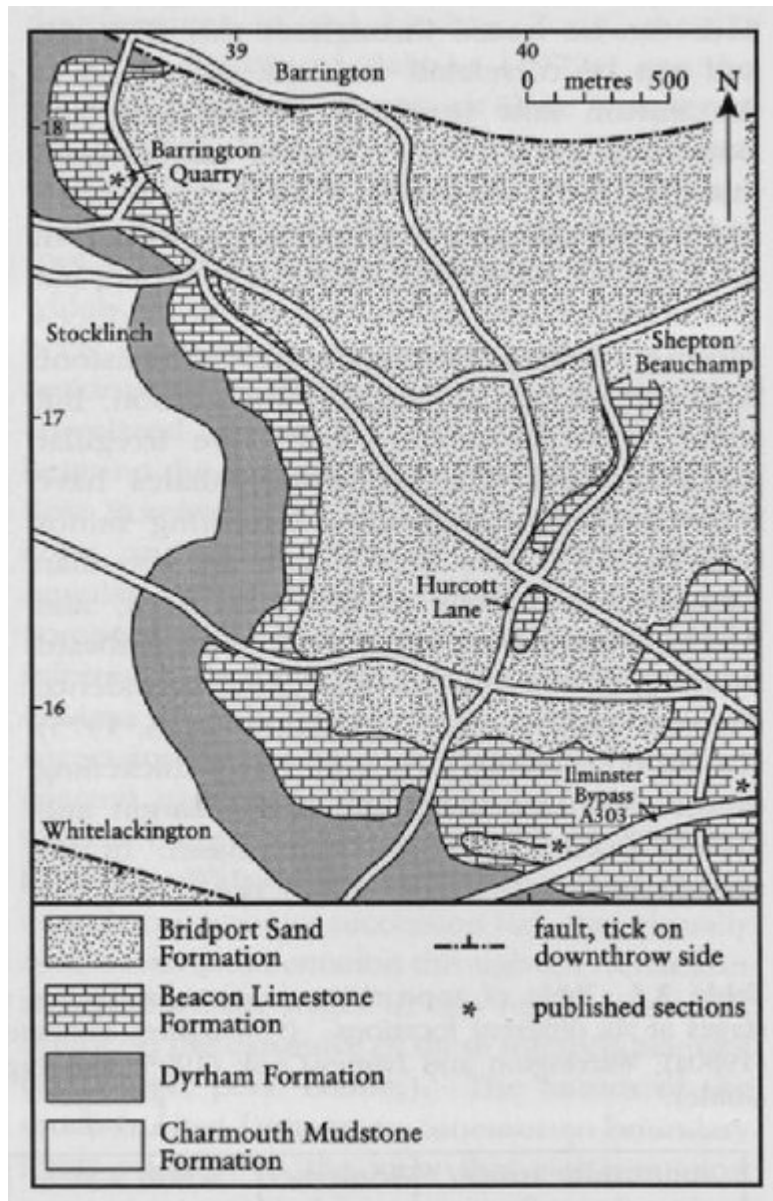 39
40
Barrington
0 metres 500
N
18
Barrington
Quarry
*
Stocklinch
Shepton
Beauchamp
17
Hurcott
Lane
16
Ilminster
Bypass
A303
*
Whitelackington
*
Bridport Sand
Formation
fault, tick on
downthrow side
Beacon Limestone
Formation
* published sections
Dyrham Formation
Charmouth Mudstone
Formation